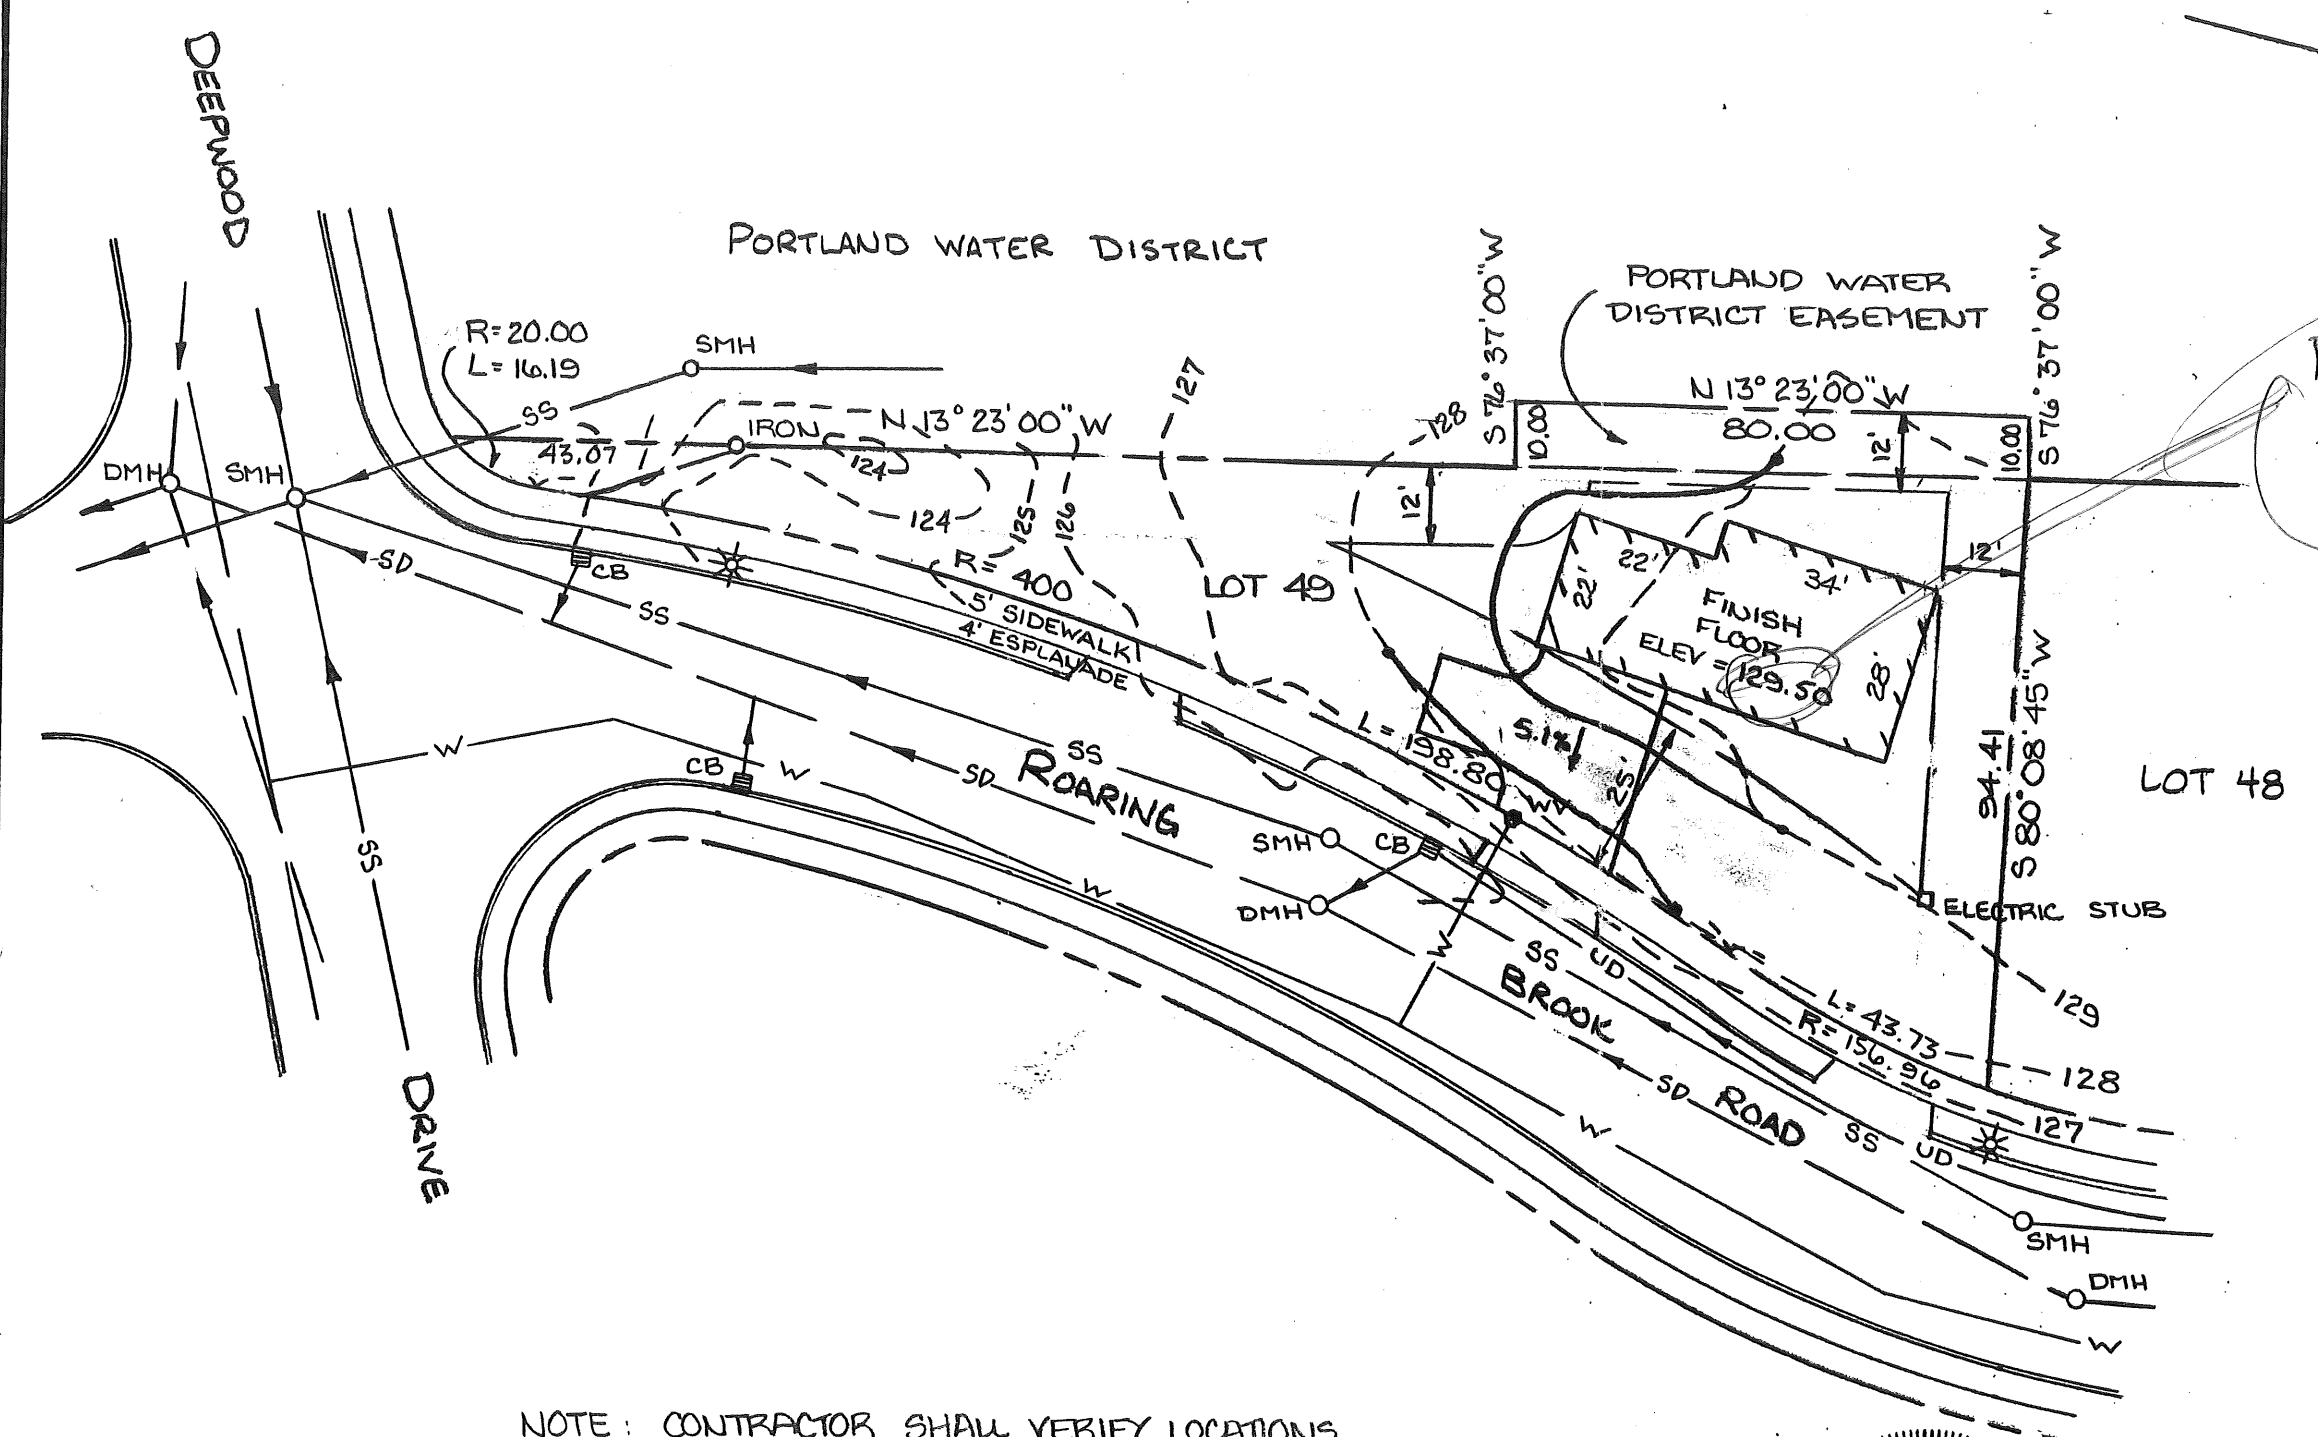 DEEPWOOD
DRIVE
PORTLAND WATER DISTRICT
PORTLAND WATER
DISTRICT EASEMENT
R=20.00
L=16.19
SMH
SS
IRON
N 13° 23' 00" W
43.07
124
124
125
126
127
128
S 76° 37' 00" W
10.00
N 13° 23' 00" W
80.00
12'
10.00
S 76° 37' 00" W
12'
12'
DMH
SMH
CB
SD
SS
R= 400
5' SIDEWALK
4' ESPLANADE
LOT 49
22'
22'
34'
28'
FINISH
FLOOR
ELEV = 129.50
94.41
S 80° 08' 45" W
LOT 48
L= 198.80
5.1%
25'
WV
W
CB
W
SS
SD
ROARING
SS
SMH
CB
DMH
W
W
ELECTRIC STUB
SS
UD
BROOK
L= 43.73
R= 156.96
129
128
127
SD
ROAD
SS
UD
W
SMH
DMH
W
NOTE: CONTRACTOR SHALL VERIFY LOCATIONS